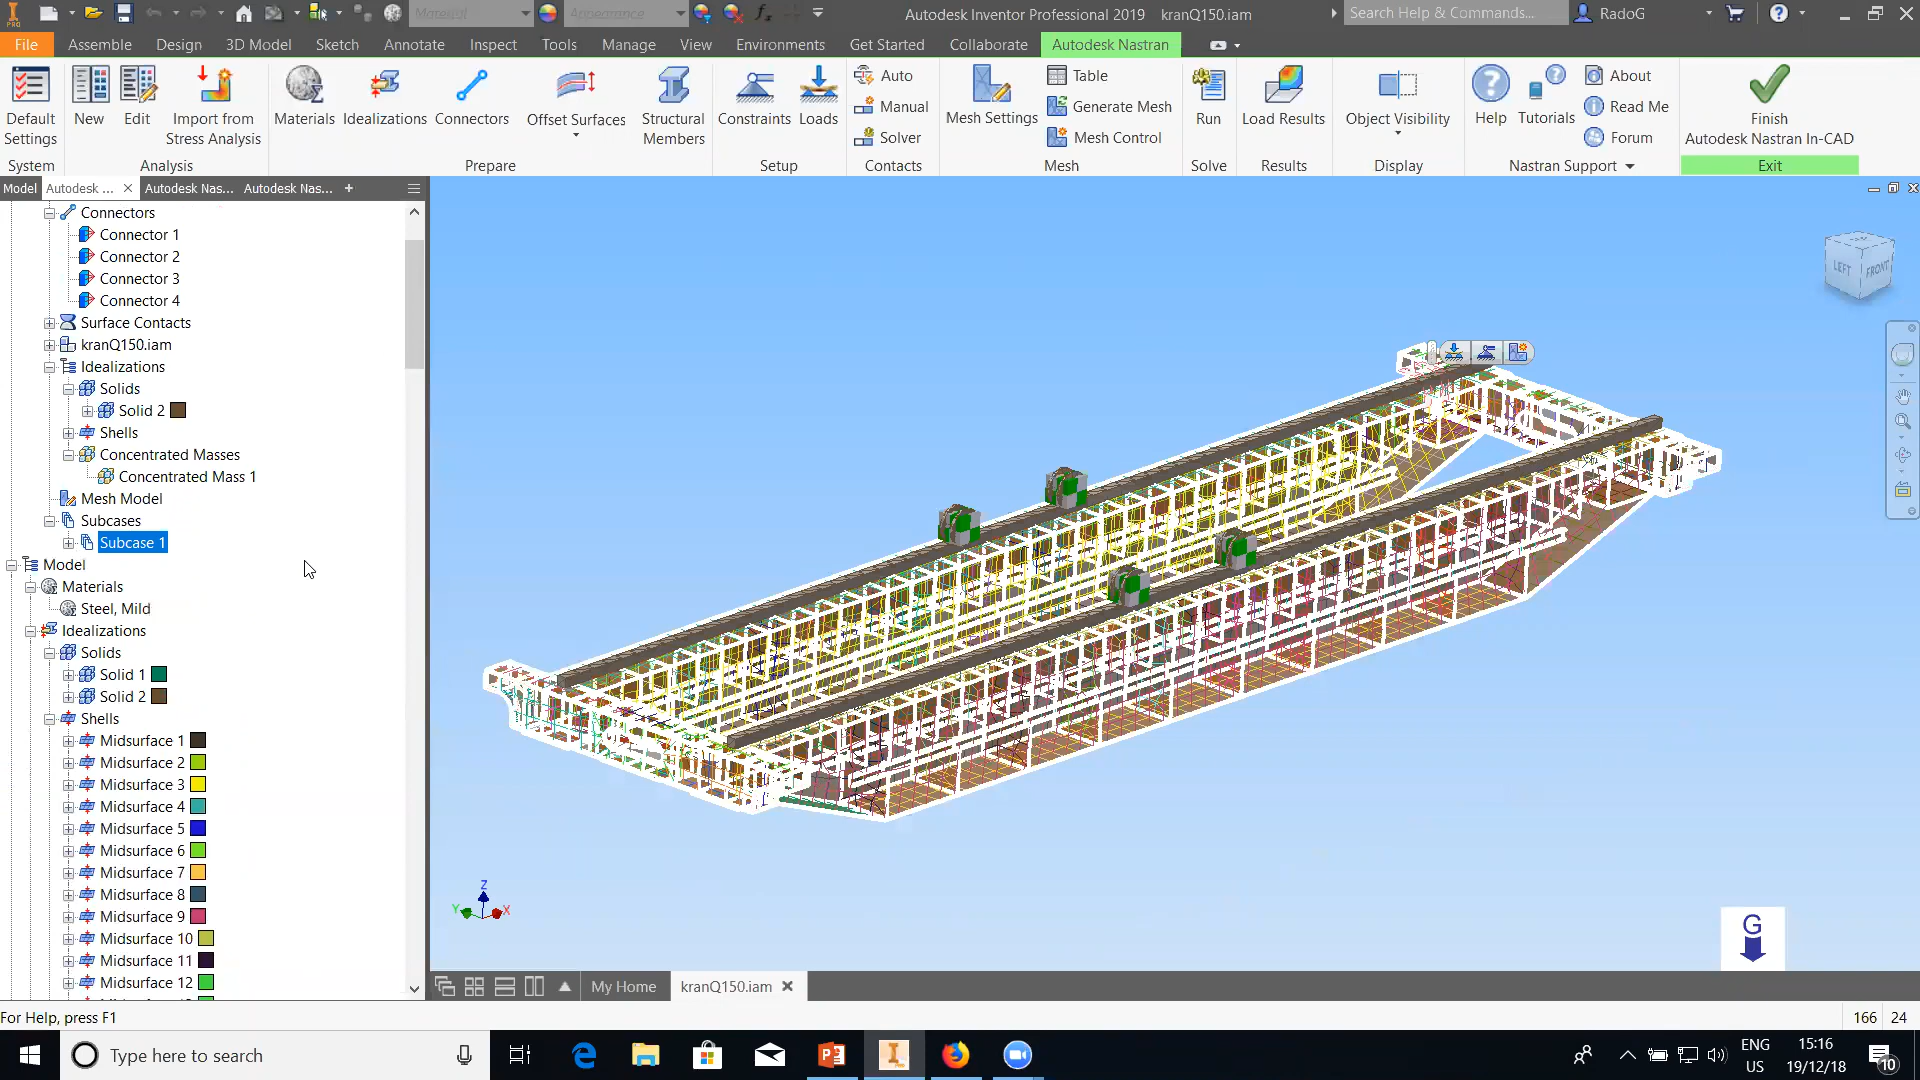 PRO
Material
Appearance
Autodesk Inventor Professional 2019 kranQ150.iam
Search Help & Commands...
RadoG
File Assemble Design 3D Model Sketch Annotate Inspect Tools Manage View Environments Get Started Collaborate Autodesk Nastran
Default Settings
New
Edit
Import from Stress Analysis
Materials
Idealizations
Connectors
Offset Surfaces
Structural Members
Constraints
Loads
Auto
Manual
Solver
Mesh Settings
Table
Generate Mesh
Mesh Control
Run
Load Results
Object Visibility
Help
Tutorials
About
Read Me
Forum
Finish
Autodesk Nastran In-CAD
System Analysis Prepare Setup Contacts Mesh Solve Results Display Nastran Support Exit
Model Autodesk ... Autodesk Nas... Autodesk Nas... +
Connectors
Connector 1
Connector 2
Connector 3
Connector 4
Surface Contacts
kranQ150.iam
Idealizations
Solids
Solid 2
Shells
Concentrated Masses
Concentrated Mass 1
Mesh Model
Subcases
Subcase 1
Model
Materials
Steel, Mild
Idealizations
Solids
Solid 1
Solid 2
Shells
Midsurface 1
Midsurface 2
Midsurface 3
Midsurface 4
Midsurface 5
Midsurface 6
Midsurface 7
Midsurface 8
Midsurface 9
Midsurface 10
Midsurface 11
Midsurface 12
LEFT FRONT
Z
Y X
G
My Home kranQ150.iam
For Help, press F1
166 24
Type here to search
ENG
US
15:16
19/12/18
10